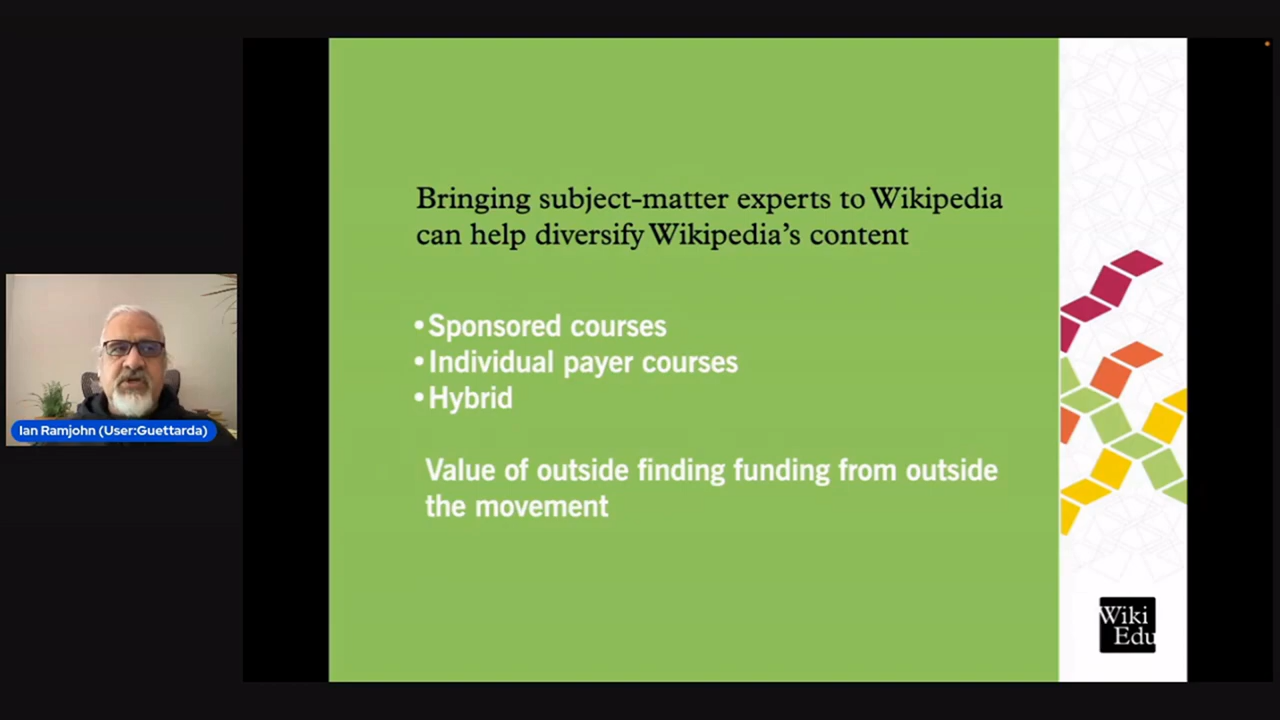 Bringing subject-matter experts to Wikipedia
can help diversify Wikipedia's content
•Sponsored courses
•Individual payer courses
•Hybrid
Value of outside finding funding from outside
the movement
Ian Ramjohn (User:Guettarda)
Wiki
Edu